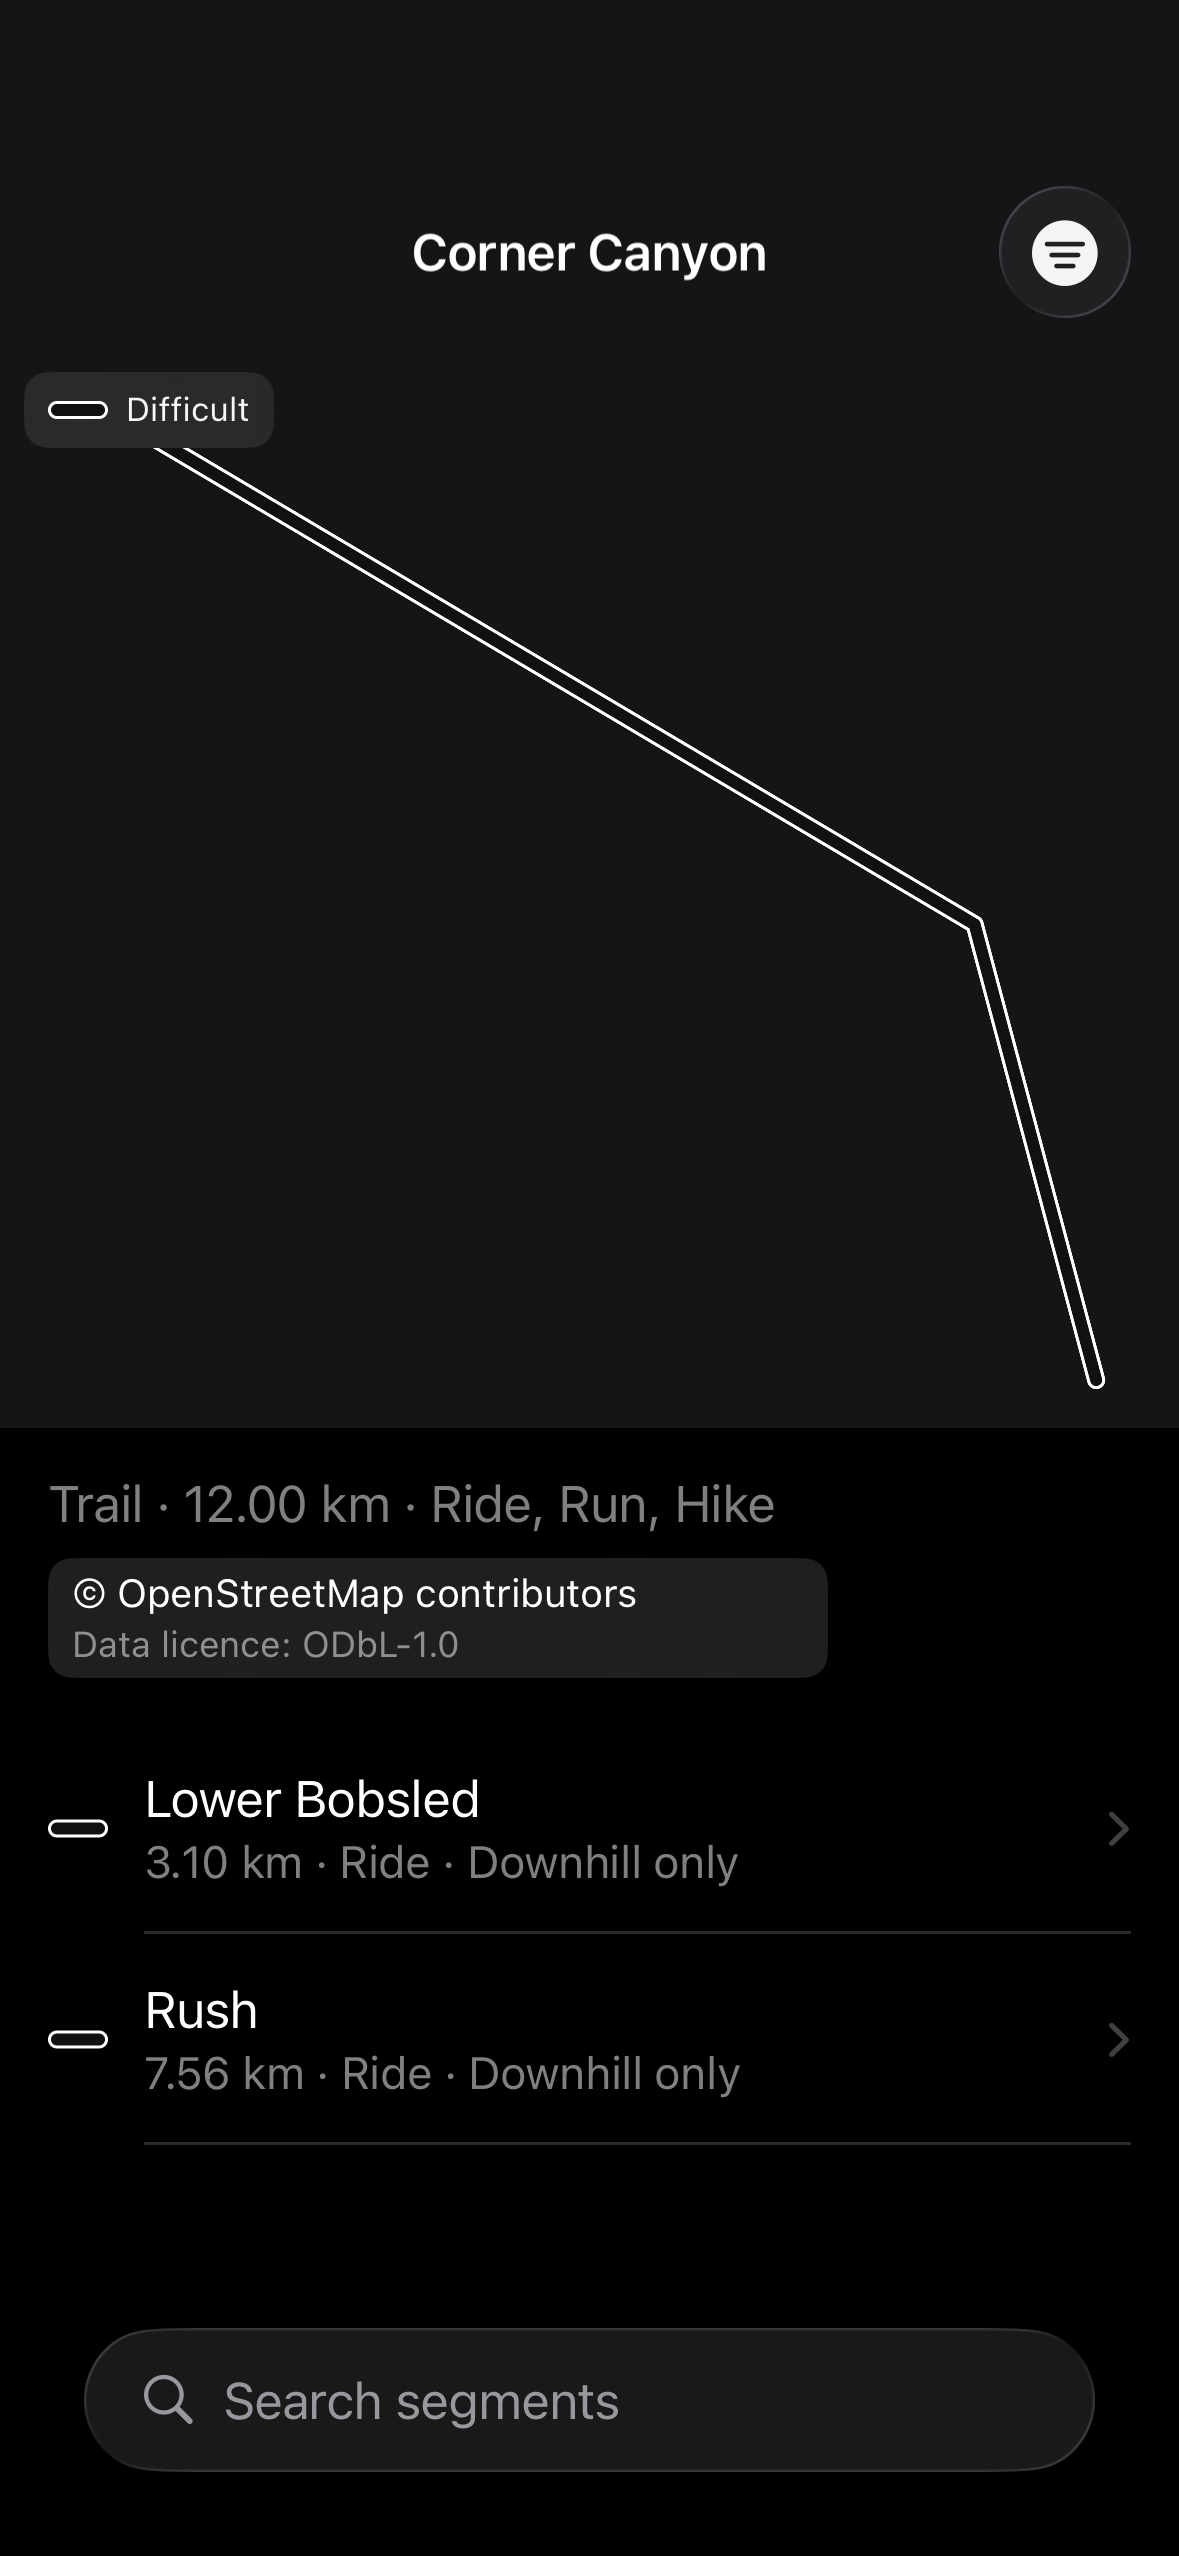 Corner Canyon
Difficult
Trail · 12.00 km · Ride, Run, Hike
© OpenStreetMap contributors
Data licence: ODbL-1.0
Lower Bobsled
3.10 km · Ride · Downhill only
Rush
7.56 km · Ride · Downhill only
Search segments